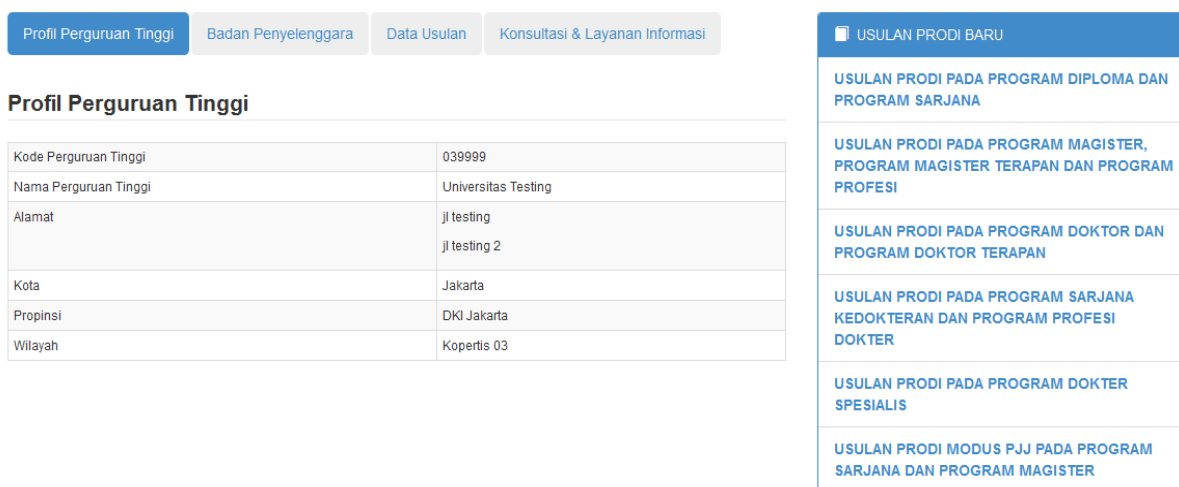 Profil Perguruan Tinggi Badan Penyelenggara Data Usulan Konsultasi & Layanan Informasi
Profil Perguruan Tinggi
Kode Perguruan Tinggi 039999
Nama Perguruan Tinggi Universitas Testing
Alamat jl testing
jl testing 2
Kota Jakarta
Propinsi DKI Jakarta
Wilayah Kopertis 03
USULAN PRODI BARU
USULAN PRODI PADA PROGRAM DIPLOMA DAN
PROGRAM SARJANA
USULAN PRODI PADA PROGRAM MAGISTER,
PROGRAM MAGISTER TERAPAN DAN PROGRAM
PROFESI
USULAN PRODI PADA PROGRAM DOKTOR DAN
PROGRAM DOKTOR TERAPAN
USULAN PRODI PADA PROGRAM SARJANA
KEDOKTERAN DAN PROGRAM PROFESI
DOKTER
USULAN PRODI PADA PROGRAM DOKTER
SPESIALIS
USULAN PRODI MODUS PJJ PADA PROGRAM
SARJANA DAN PROGRAM MAGISTER